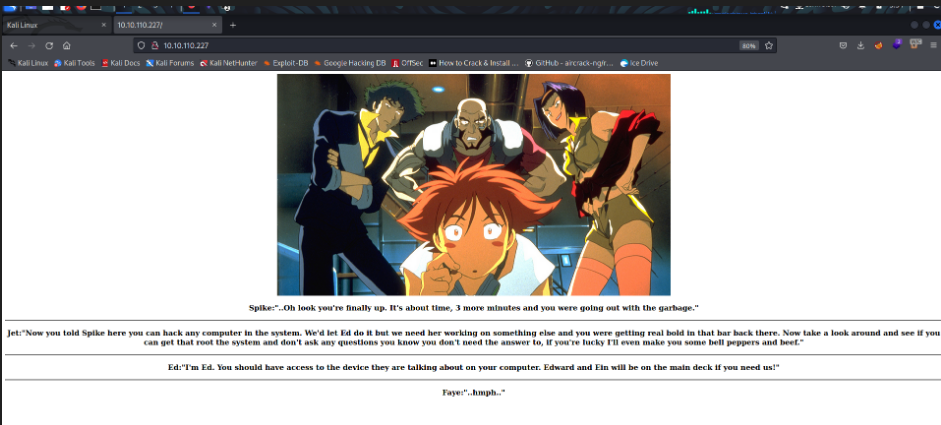 Kali Linux
10.10.110.227/
10.10.110.227
80%
Kali Linux Kali Tools Kali Docs Kali Forums Kali NetHunter Exploit-DB Google Hacking DB OffSec How to Crack & Install ... GitHub - aircrack-ng/r... Ice Drive
Spike:"..Oh look you're finally up. It's about time, 3 more minutes and you were going out with the garbage."
Jet:"Now you told Spike here you can hack any computer in the system. We'd let Ed do it but we need her working on something else and you were getting real bold in that bar back there. Now take a look around and see if you
can get that root the system and don't ask any questions you know you don't need the answer to, if you're lucky I'll even make you some bell peppers and beef."
Ed:"I'm Ed. You should have access to the device they are talking about on your computer. Edward and Ein will be on the main deck if you need us!"
Faye:"..hmph.."